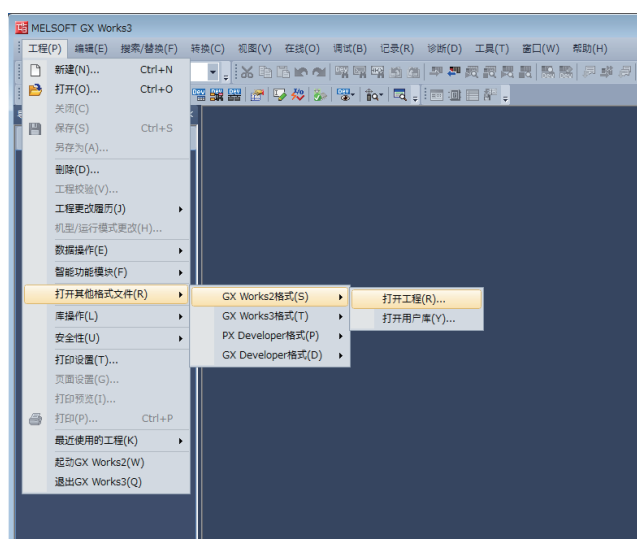 MELSOFT GX Works3
工程(P) 编辑(E) 搜索/替换(F) 转换(C) 视图(V) 在线(O) 调试(B) 记录(R) 诊断(D) 工具(T) 窗口(W) 帮助(H)
新建(N)... Ctrl+N
打开(O)... Ctrl+O
关闭(C)
保存(S) Ctrl+S
另存为(A)...
删除(D)...
工程校验(V)...
工程更改履历(J)
机型/运行模式更改(H)...
数据操作(E)
智能功能模块(F)
打开其他格式文件(R) GX Works2格式(S) 打开工程(R)...
库操作(L) GX Works3格式(T) 打开用户库(Y)...
安全性(U) PX Developer格式(P)
打印设置(T)... GX Developer格式(D)
页面设置(G)...
打印预览(I)...
打印(P)... Ctrl+P
最近使用的工程(K)
起动GX Works2(W)
退出GX Works3(Q)